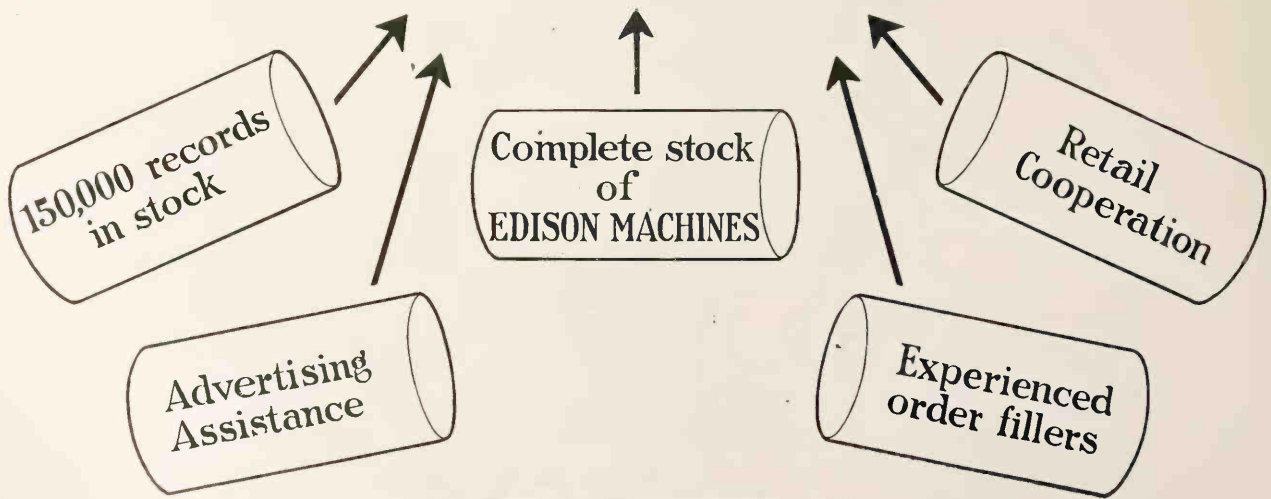 150,000 records
in stock
Complete stock
of
EDISON MACHINES
Retail
Cooperation
Advertising
Assistance
Experienced
order fillers